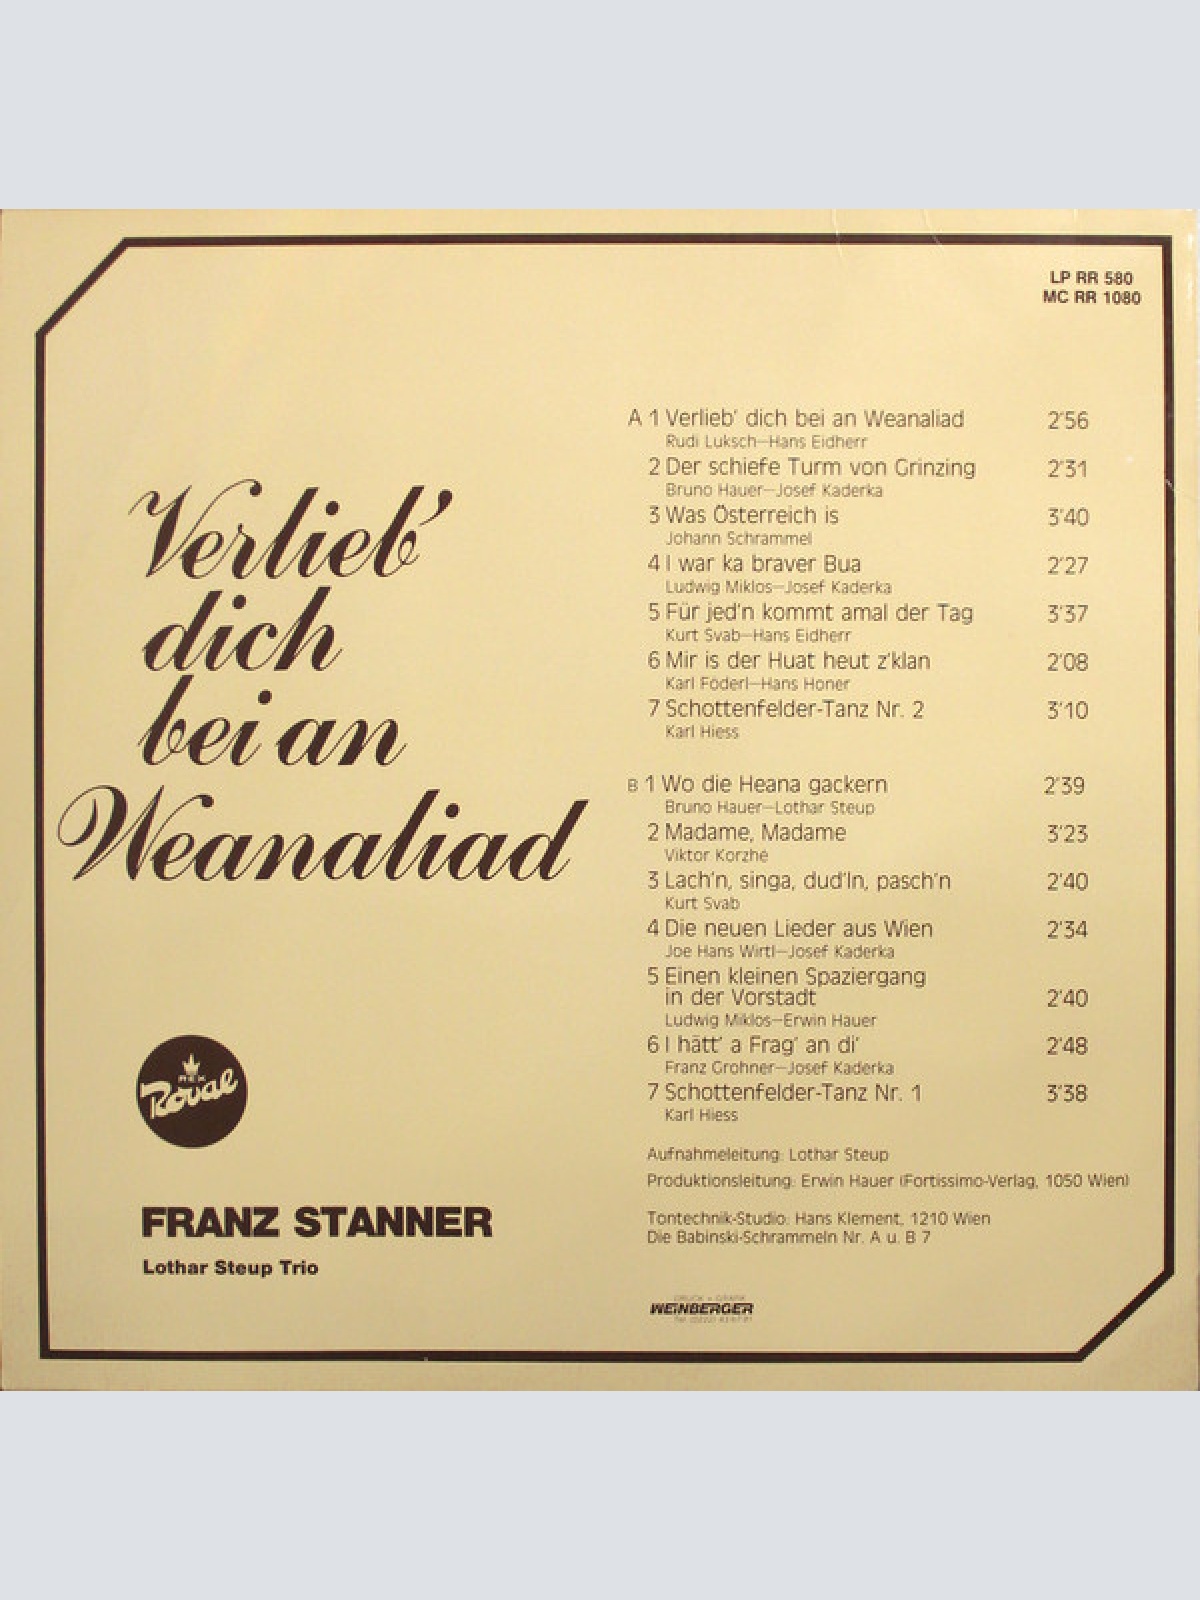 LP RR 580
MC RR 1080
Verlieb' 
dich
bei an
Weanaliad
REX
Royal
FRANZ STANNER
Lothar Steup Trio
A 1 Verlieb' dich bei an Weanaliad 2'56
Rudi Luksch—Hans Eidherr
2 Der schiefe Turm von Grinzing 2'31
Bruno Hauer—Josef Kaderka
3 Was Österreich is 3'40
Johann Schrammel
4 I war ka braver Bua 2'27
Ludwig Miklos—Josef Kaderka
5 Für jed'n kommt amal der Tag 3'37
Kurt Svab—Hans Eidherr
6 Mir is der Huat heut z'klan 2'08
Karl Föderl—Hans Honer
7 Schottenfelder-Tanz Nr. 2 3'10
Karl Hiess
B 1 Wo die Heana gackern 2'39
Bruno Hauer—Lothar Steup
2 Madame, Madame 3'23
Viktor Korzhé
3 Lach'n, singa, dud'ln, pasch'n 2'40
Kurt Svab
4 Die neuen Lieder aus Wien 2'34
Joe Hans Wirtl—Josef Kaderka
5 Einen kleinen Spaziergang
in der Vorstadt 2'40
Ludwig Miklos—Erwin Hauer
6 I hätt' a Frag' an di' 2'48
Franz Grohner—Josef Kaderka
7 Schottenfelder-Tanz Nr. 1 3'38
Karl Hiess
Aufnahmeleitung: Lothar Steup
Produktionsleitung: Erwin Hauer (Fortissimo-Verlag, 1050 Wien)
Tontechnik-Studio: Hans Klement, 1210 Wien
Die Babinski-Schrammeln Nr. A u. B 7
DRUCK + GRAFIK
WEINBERGER